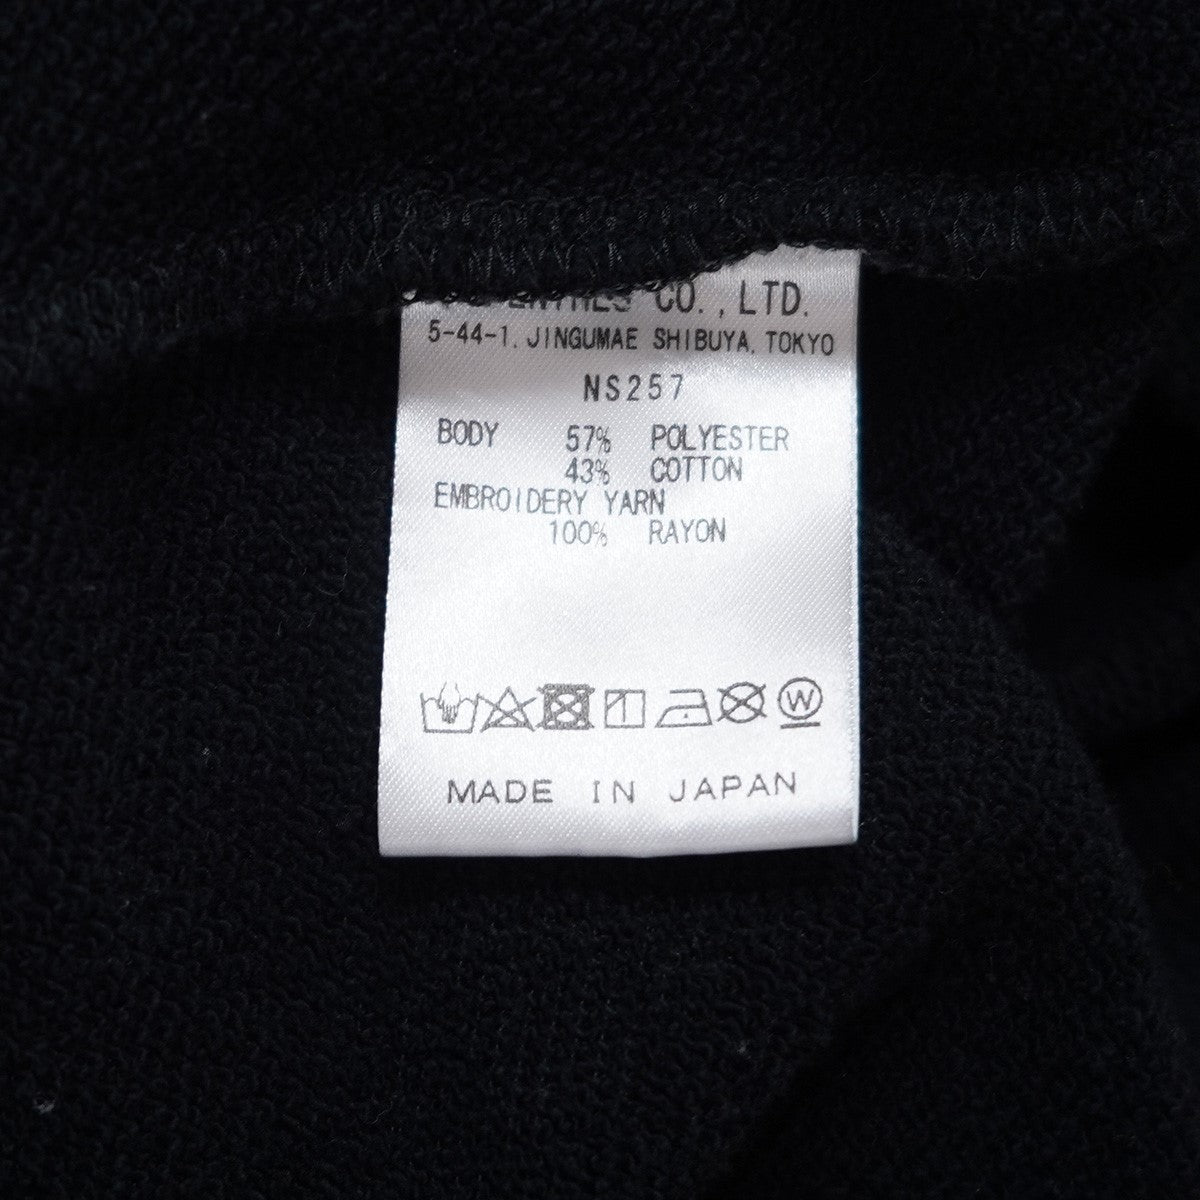 CO., LTD.
5-44-1, JINGUMAE SHIBUYA, TOKYO
NS257
BODY 57% POLYESTER
43% COTTON
EMBROIDERY YARN
100% RAYON
W
MADE IN JAPAN